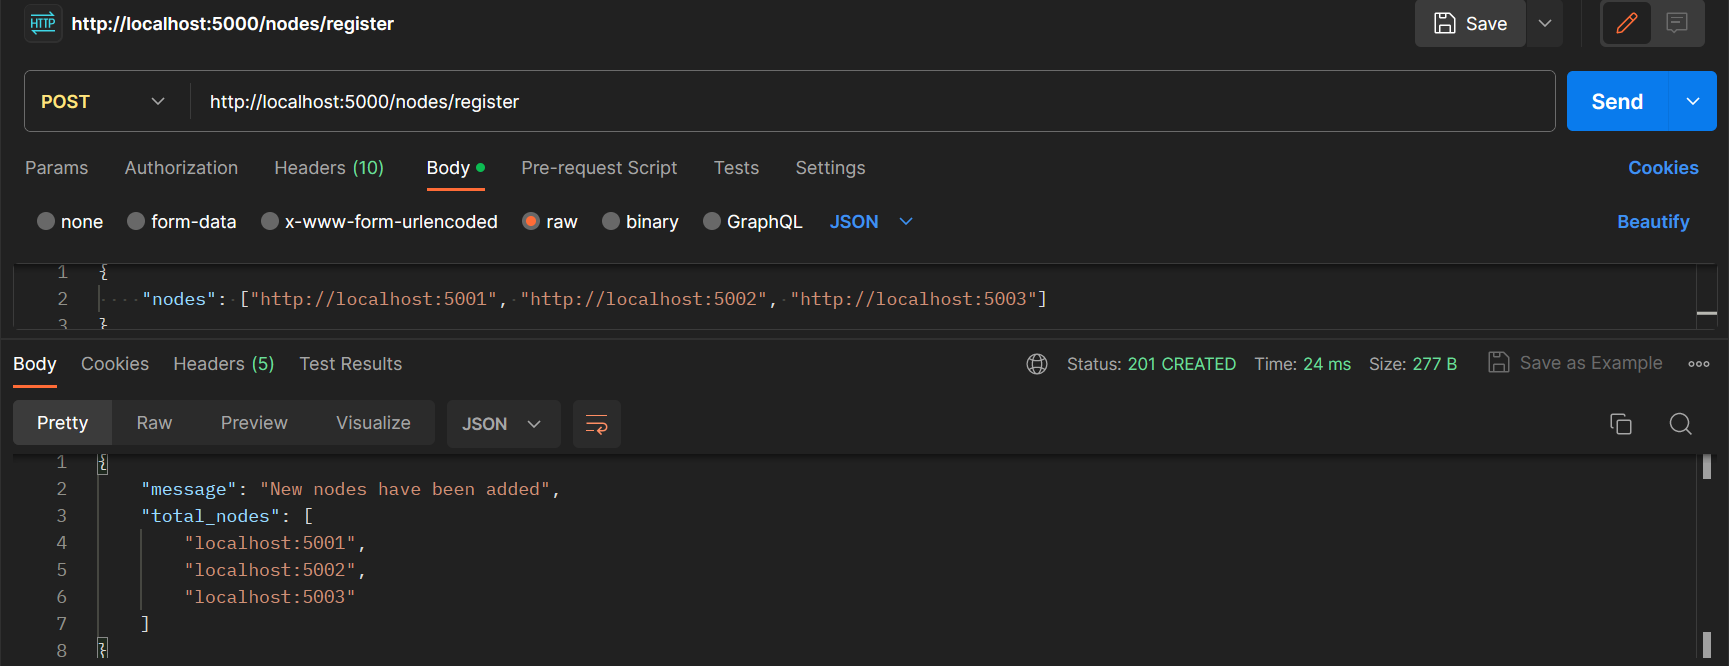 HTTP http://localhost:5000/nodes/register Save
POST http://localhost:5000/nodes/register Send
Params Authorization Headers (10) Body Pre-request Script Tests Settings Cookies
none form-data x-www-form-urlencoded raw binary GraphQL JSON Beautify
1 {
2 "nodes": ["http://localhost:5001", "http://localhost:5002", "http://localhost:5003"]
3 }
Body Cookies Headers (5) Test Results Status: 201 CREATED Time: 24 ms Size: 277 B Save as Example
Pretty Raw Preview Visualize JSON
1 {
2 "message": "New nodes have been added",
3 "total_nodes": [
4 "localhost:5001",
5 "localhost:5002",
6 "localhost:5003"
7 ]
8 }